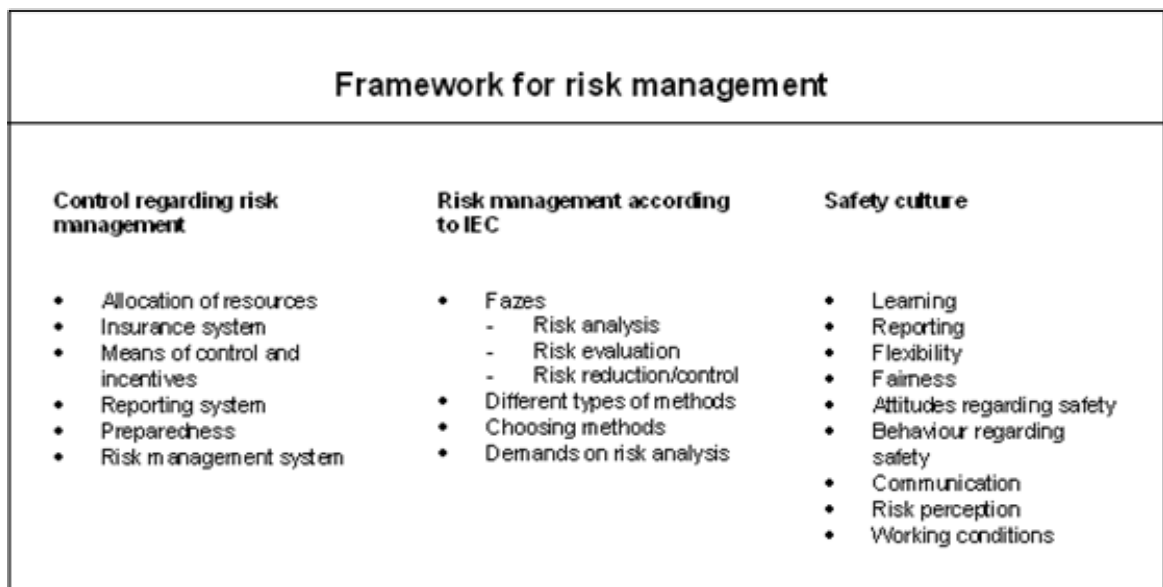 Framework for risk management
Control regarding risk
management
• Allocation of resources
• Insurance system
• Means of control and
incentives
• Reporting system
• Preparedness
• Risk management system
Risk management according
to IEC
• Fazes
- Risk analysis
- Risk evaluation
- Risk reduction/control
• Different types of methods
• Choosing methods
• Demands on risk analysis
Safety culture
• Learning
• Reporting
• Flexibility
• Fairness
• Attitudes regarding safety
• Behaviour regarding
safety
• Communication
• Risk perception
• Working conditions